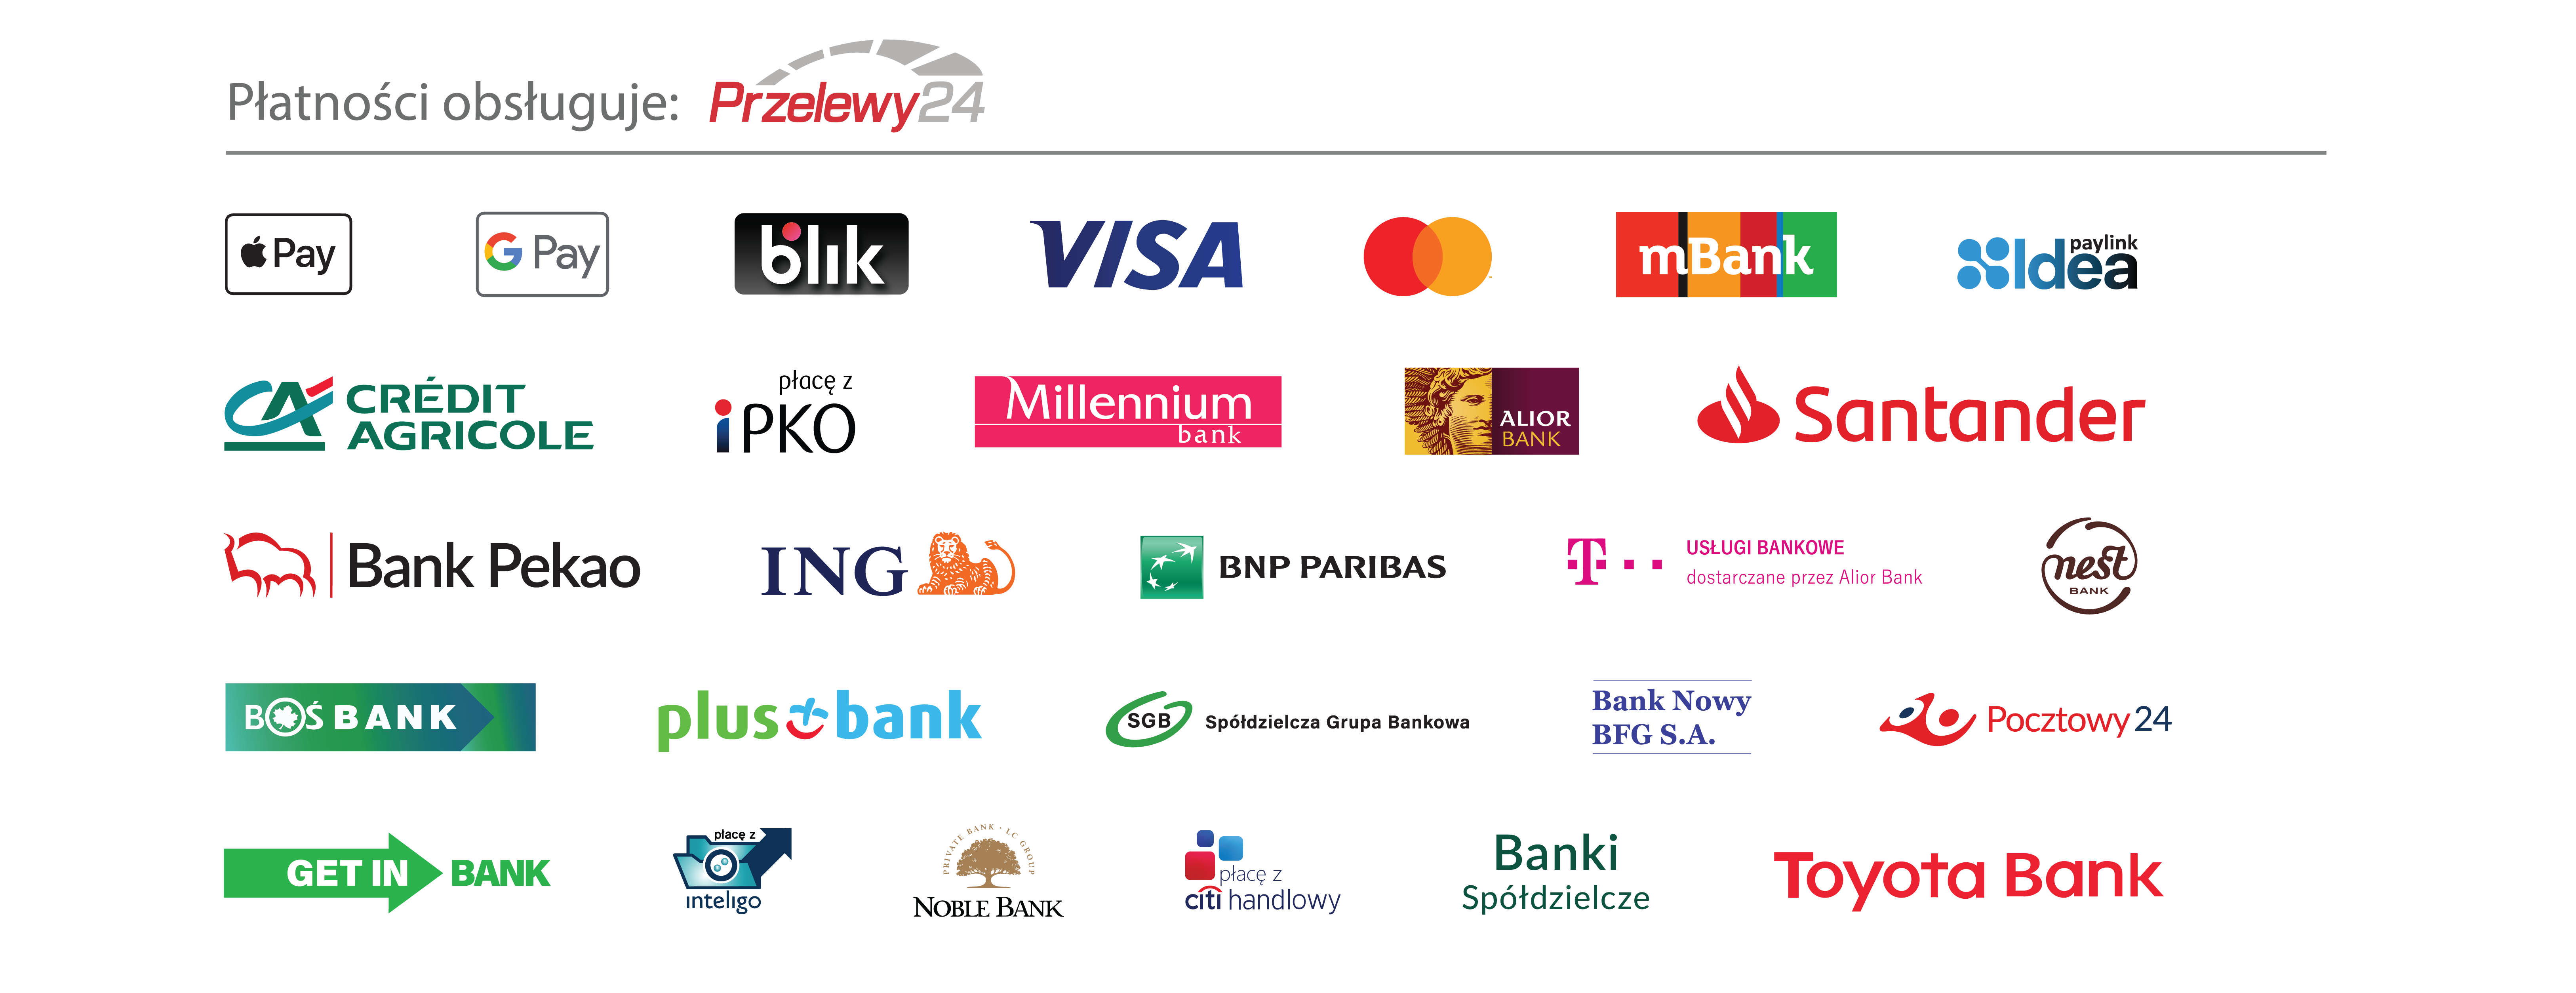 Płatności obsługuje: Przelewy24
Pay
G Pay
blik
VISA
mBank
paylink
Idea
CA CRÉDIT
AGRICOLE
płacę z
iPKO
Millennium
bank
ALIOR
BANK
Santander
Bank Pekao
ING
BNP PARIBAS
T
USŁUGI BANKOWE
dostarczane przez Alior Bank
nest
BANK
BOŚ BANK
plus bank
SGB Spółdzielcza Grupa Bankowa
Bank Nowy
BFG S.A.
Pocztowy24
GET IN BANK
płacę z
inteligo
PRIVATE BANK · LC GROUP
NOBLE BANK
płacę z
citi handlowy
Banki
Spółdzielcze
Toyota Bank